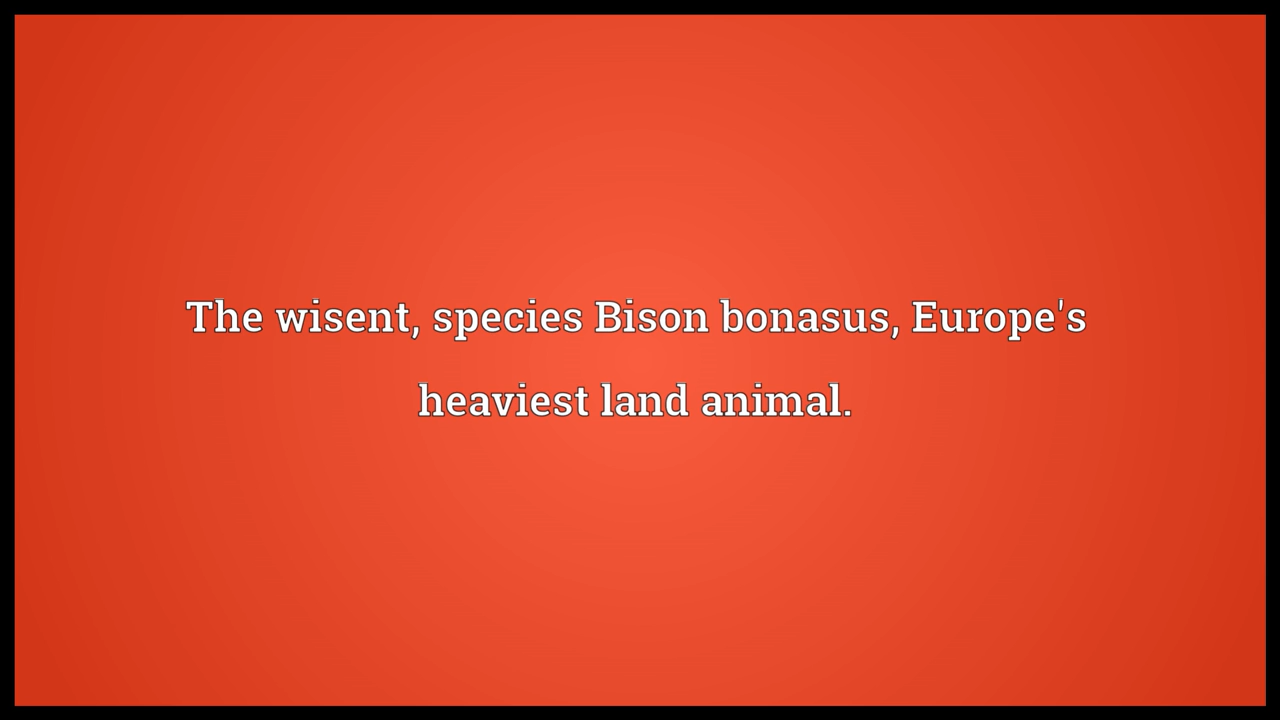 The wisent, species Bison bonasus, Europe's
heaviest land animal.